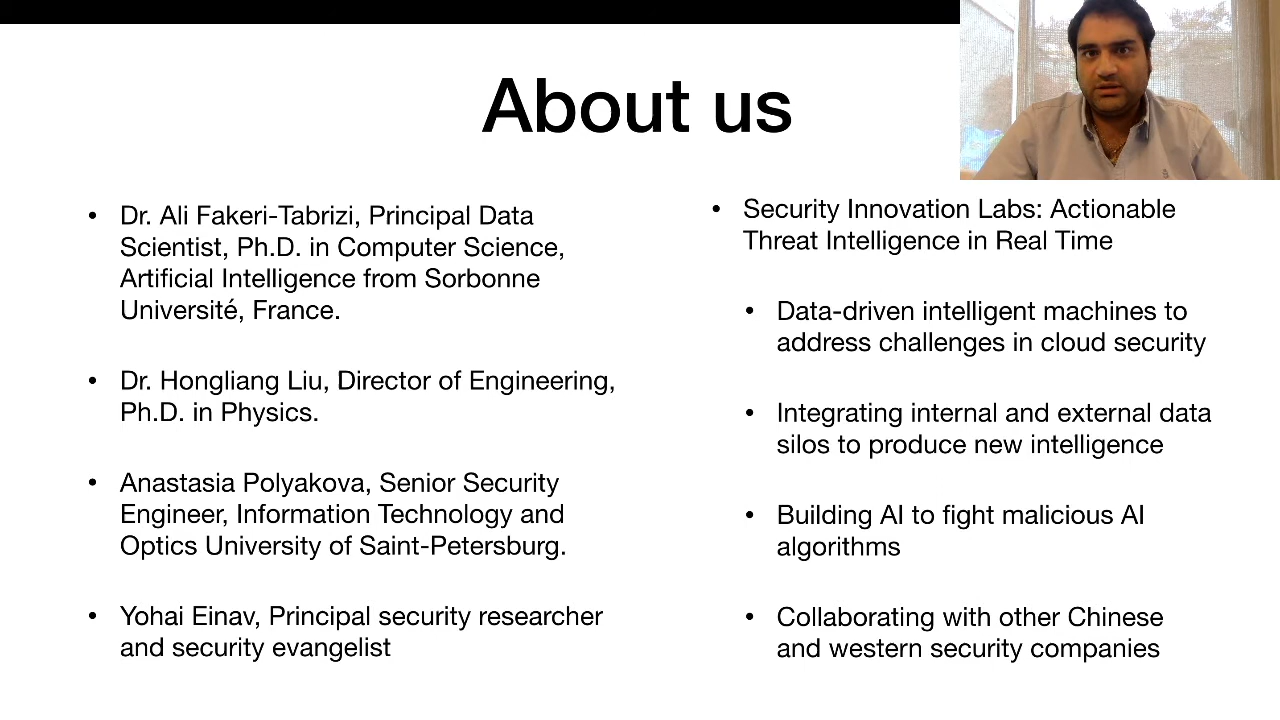 About us
• Dr. Ali Fakeri-Tabrizi, Principal Data
Scientist, Ph.D. in Computer Science,
Artificial Intelligence from Sorbonne
Université, France.
• Dr. Hongliang Liu, Director of Engineering,
Ph.D. in Physics.
• Anastasia Polyakova, Senior Security
Engineer, Information Technology and
Optics University of Saint-Petersburg.
• Yohai Einav, Principal security researcher
and security evangelist
• Security Innovation Labs: Actionable
Threat Intelligence in Real Time
• Data-driven intelligent machines to
address challenges in cloud security
• Integrating internal and external data
silos to produce new intelligence
• Building AI to fight malicious AI
algorithms
• Collaborating with other Chinese
and western security companies